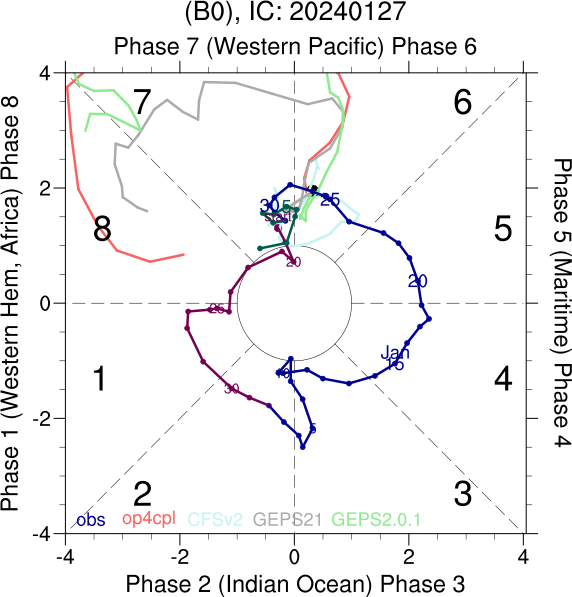 (B0), IC: 20240127
Phase 7 (Western Pacific) Phase 6
Phase 1 (Western Hem, Africa) Phase 8
Phase 5 (Maritime) Phase 4
4
2
0
-2
-4
7
6
8
5
1
4
2
3
30
5
25
20
20
25
Jan
15
10
30
5
obs
op4cpl
CFSv2
GEPS21
GEPS2.0.1
-4
-2
0
2
4
Phase 2 (Indian Ocean) Phase 3